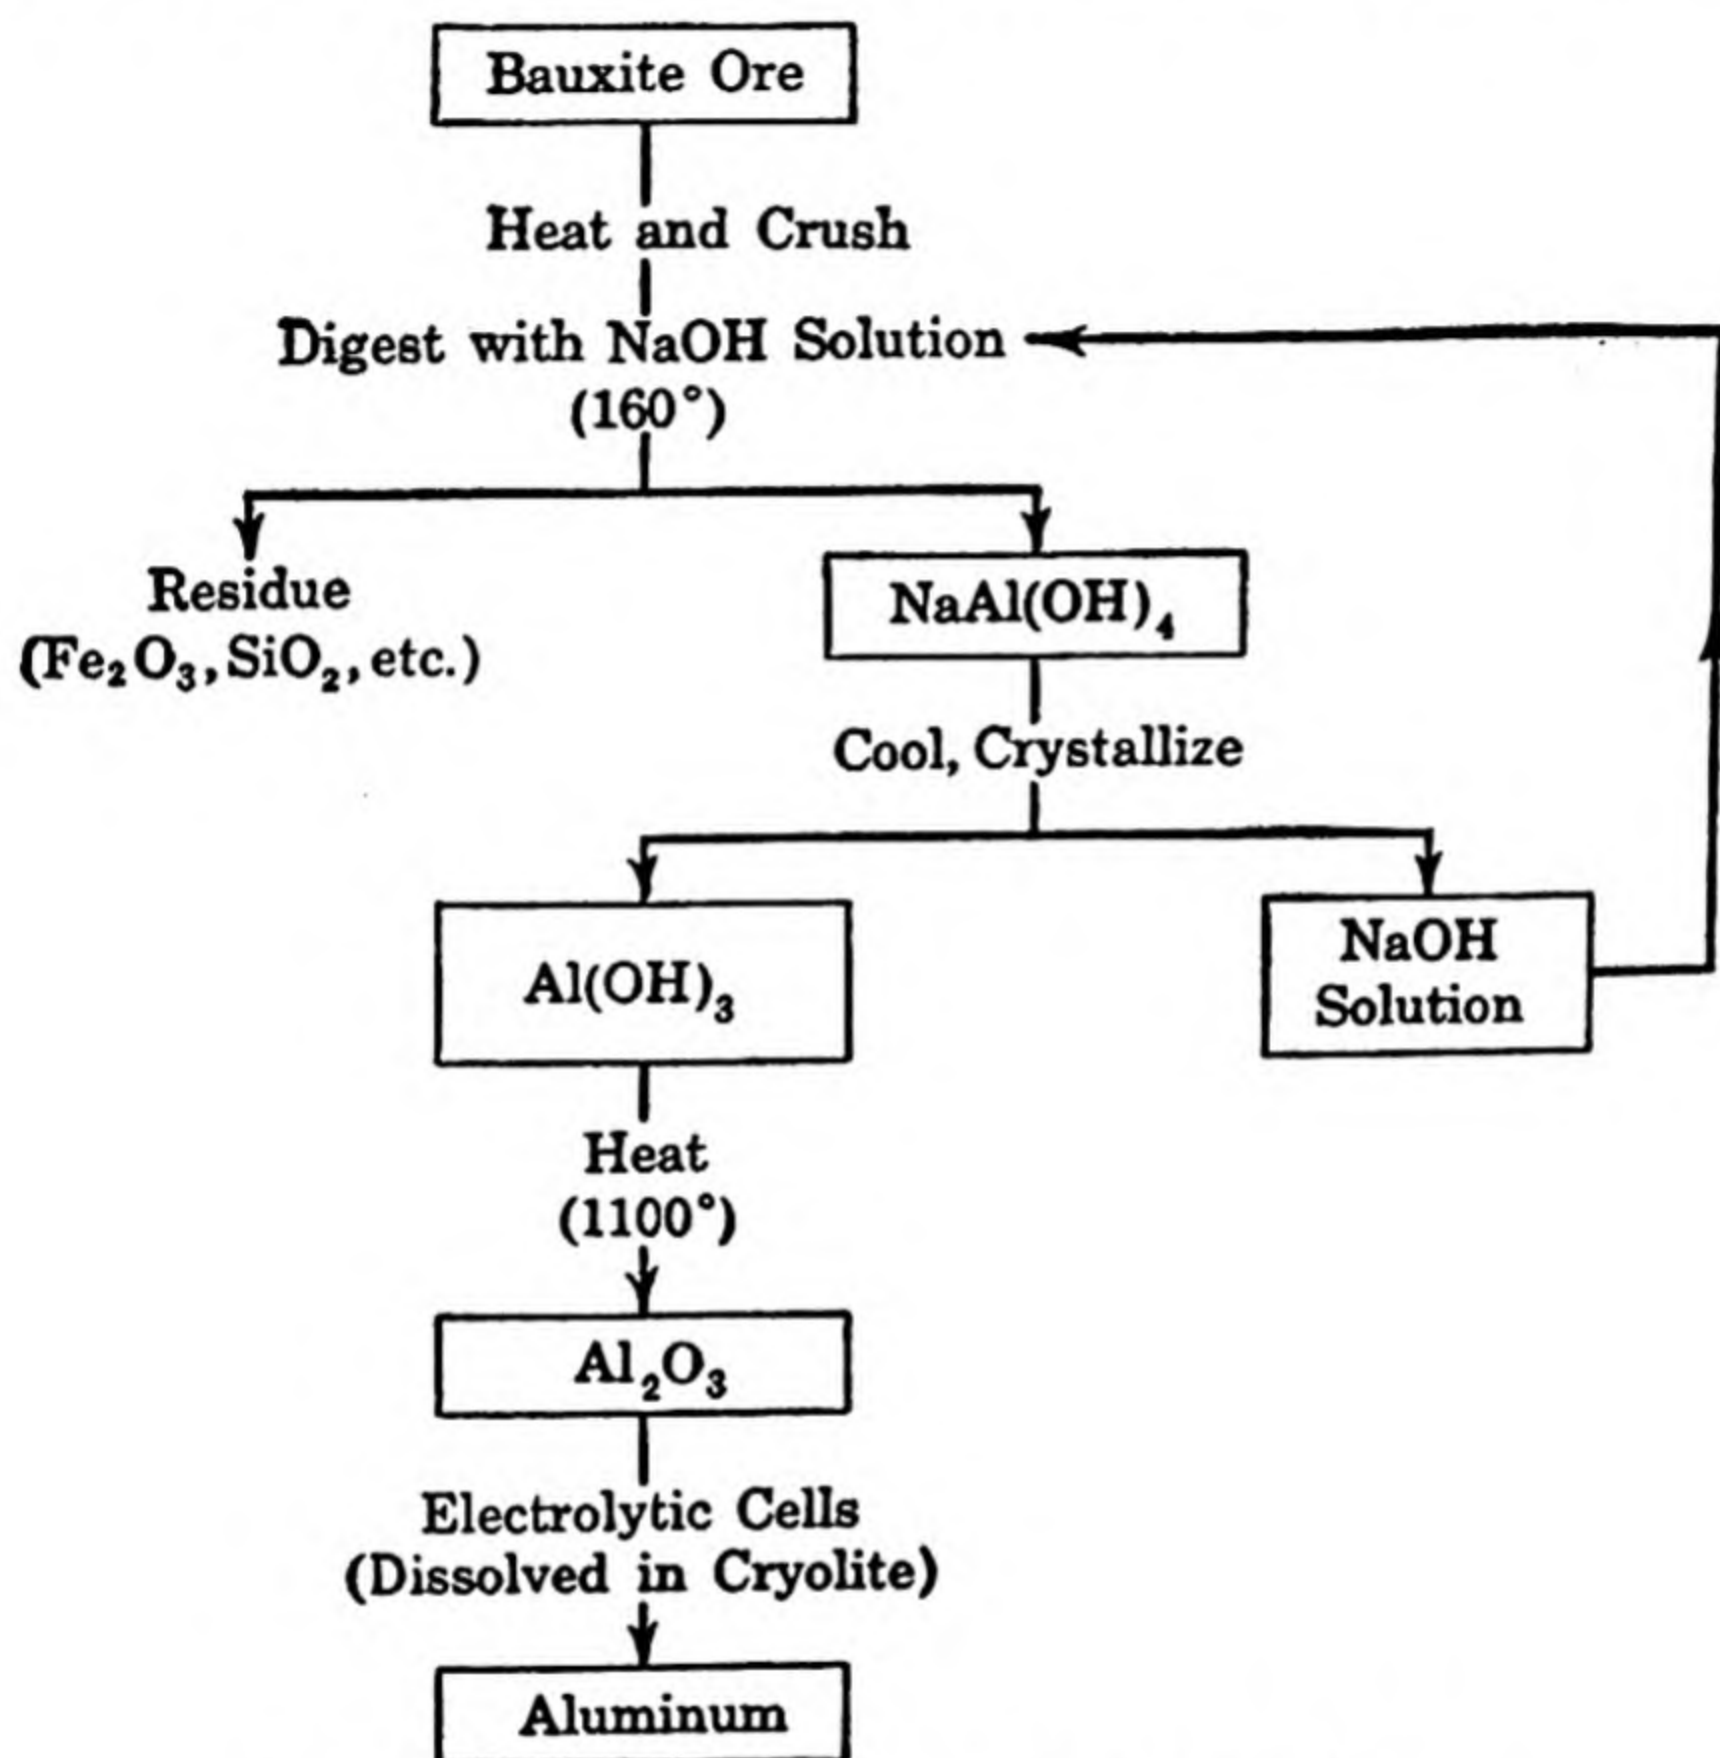 Bauxite Ore
Heat and Crush
Digest with NaOH Solution
(160°)
Residue
(Fe₂O₃, SiO₂, etc.)
NaAl(OH)₄
Cool, Crystallize
Al(OH)₃
NaOH
Solution
Heat
(1100°)
Al₂O₃
Electrolytic Cells
(Dissolved in Cryolite)
Aluminum